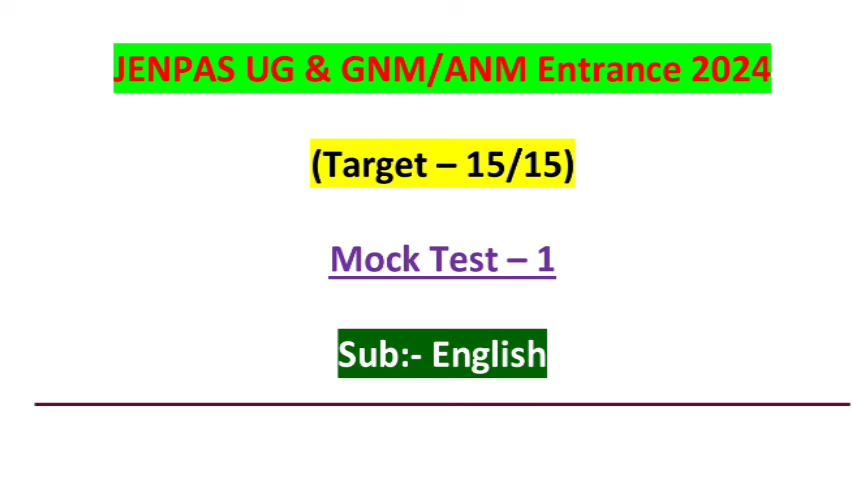 JENPAS UG & GNM/ANM Entrance 2024
(Target – 15/15)
Mock Test – 1
Sub:- English